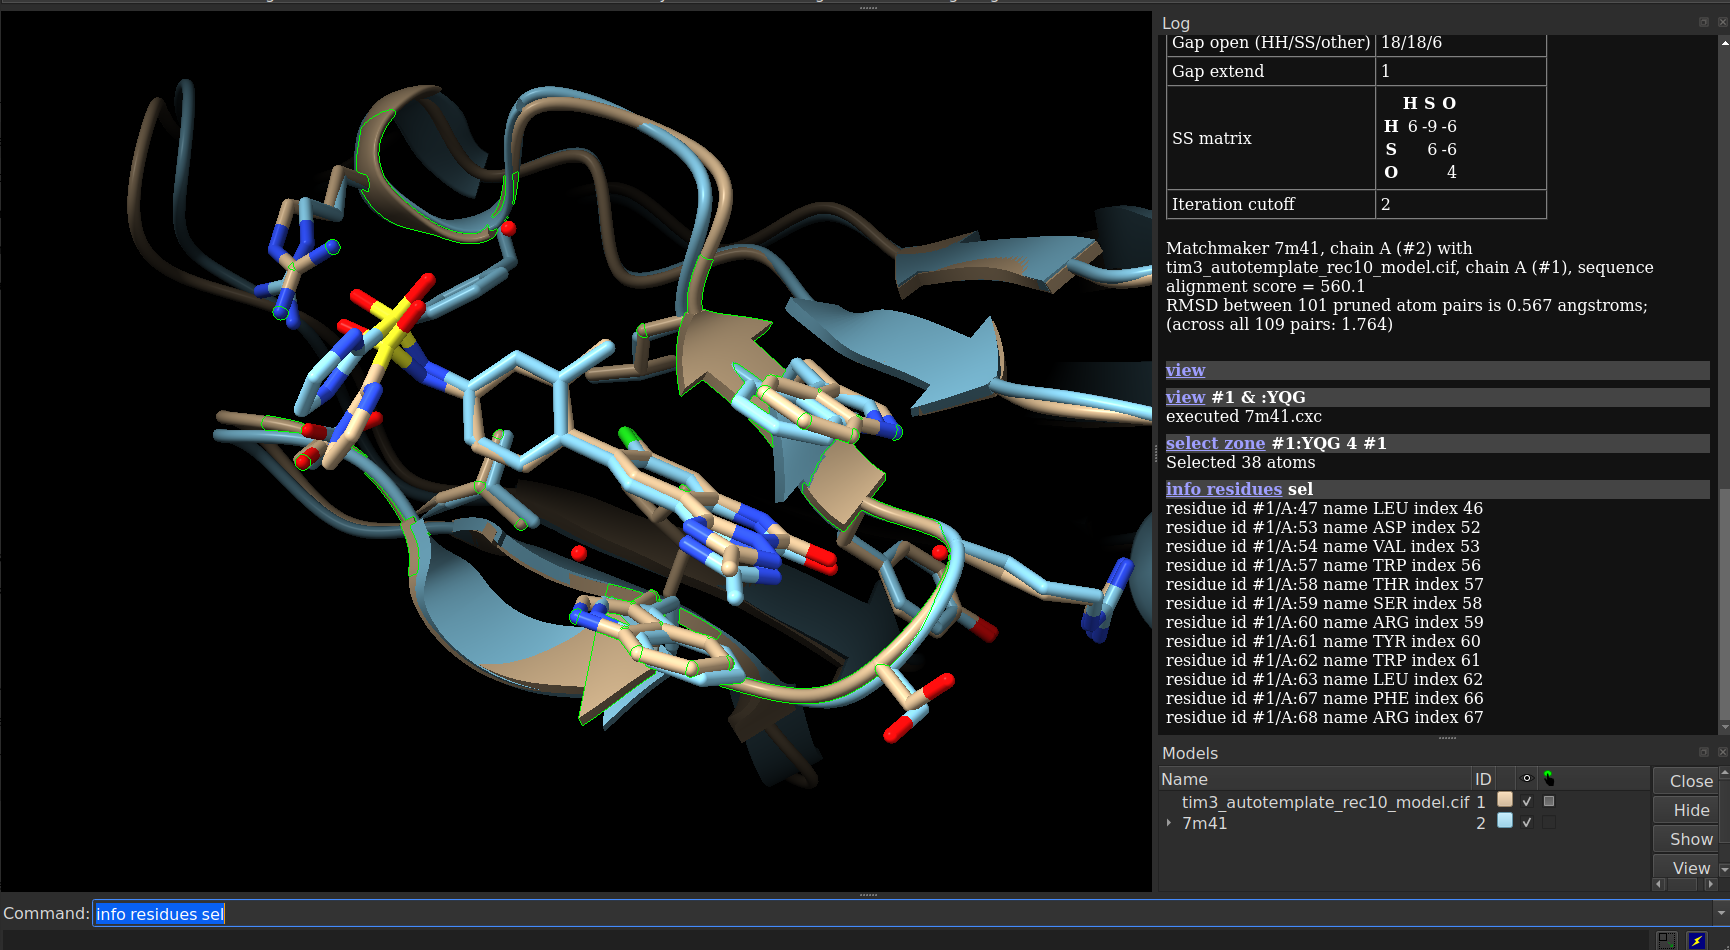 Log
Gap open (HH/SS/other) 18/18/6
Gap extend 1
SS matrix
H S O
H 6 -9 -6
S 6 -6
O 4
Iteration cutoff 2
Matchmaker 7m41, chain A (#2) with
tim3_autotemplate_rec10_model.cif, chain A (#1), sequence
alignment score = 560.1
RMSD between 101 pruned atom pairs is 0.567 angstroms;
(across all 109 pairs: 1.764)
view
view #1 & :YQG
executed 7m41.cxc
select zone #1:YQG 4 #1
Selected 38 atoms
info residues sel
residue id #1/A:47 name LEU index 46
residue id #1/A:53 name ASP index 52
residue id #1/A:54 name VAL index 53
residue id #1/A:57 name TRP index 56
residue id #1/A:58 name THR index 57
residue id #1/A:59 name SER index 58
residue id #1/A:60 name ARG index 59
residue id #1/A:61 name TYR index 60
residue id #1/A:62 name TRP index 61
residue id #1/A:63 name LEU index 62
residue id #1/A:67 name PHE index 66
residue id #1/A:68 name ARG index 67
Models
Name ID
tim3_autotemplate_rec10_model.cif 1
7m41 2
Close
Hide
Show
View
Command: info residues sel